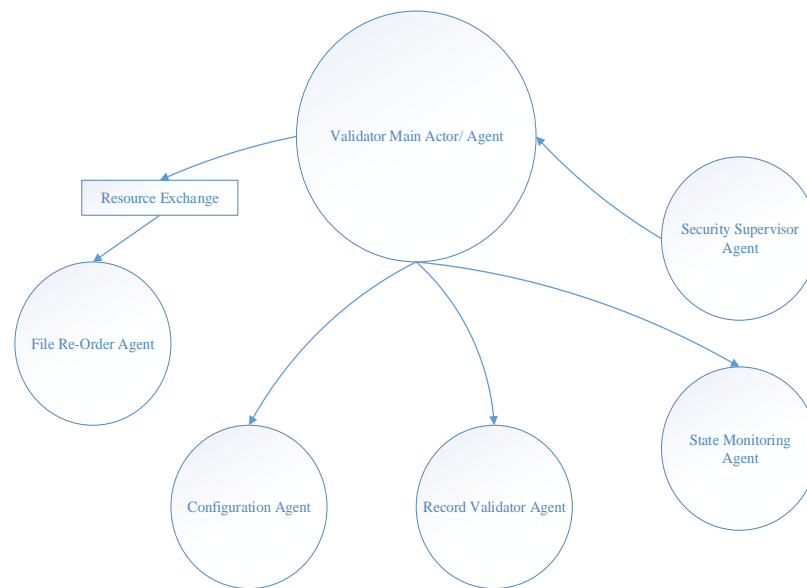 Validator Main Actor/ Agent
Resource Exchange
Security Supervisor
Agent
File Re-Order Agent
State Monitoring
Agent
Configuration Agent
Record Validator Agent